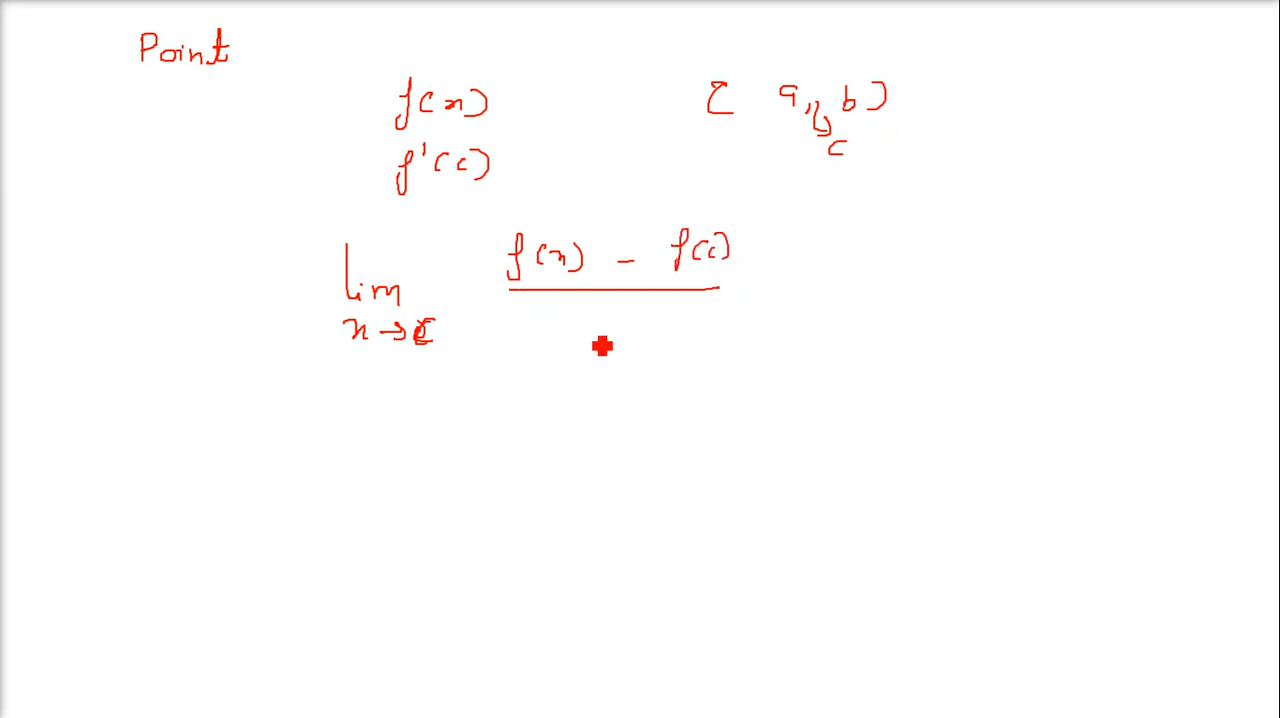 Point
f(x) [ a, b ]
c
f'(c)
f(x) - f(c)
lim
x→c